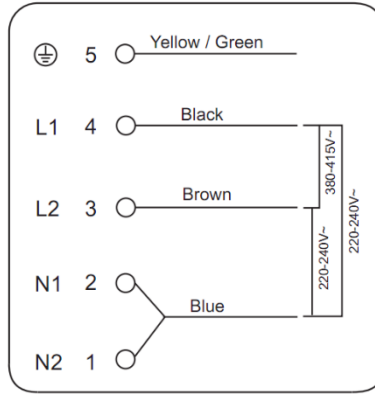 5 Yellow / Green
L1 4 Black
L2 3 Brown
N1 2
Blue
N2 1
380-415V~
220-240V~
220-240V~